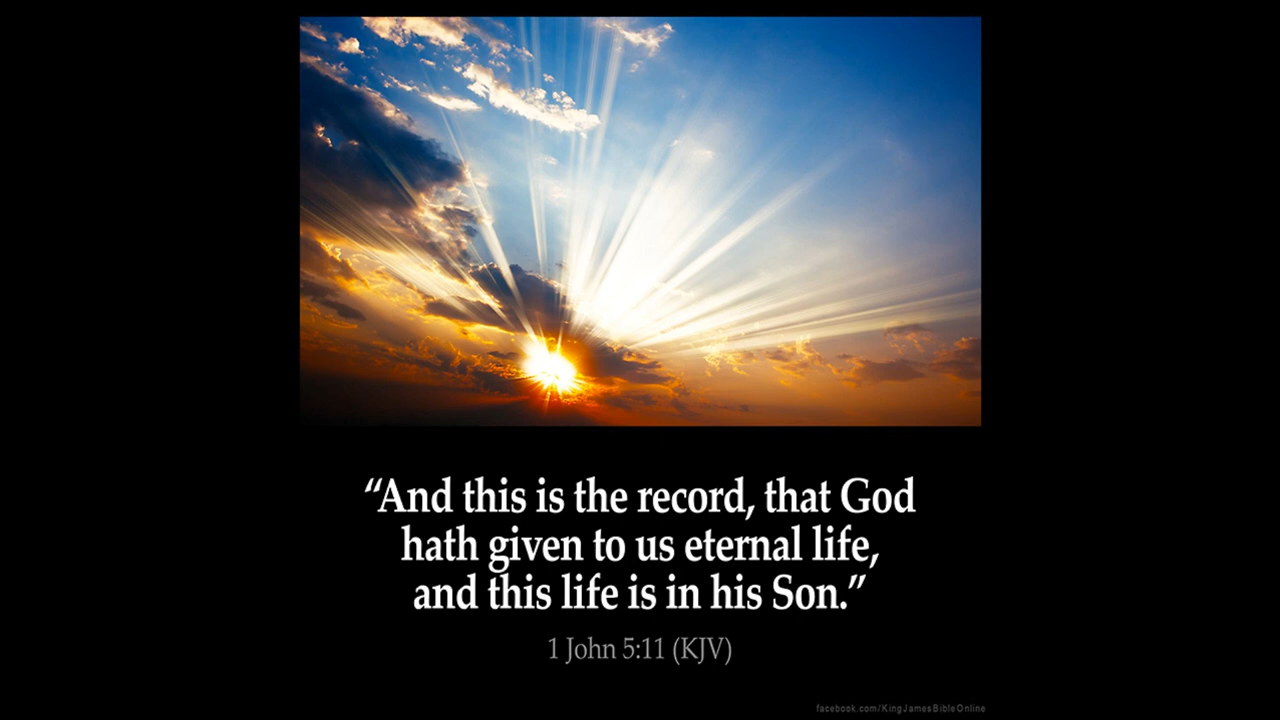 “And this is the record, that God
hath given to us eternal life,
and this life is in his Son.”
1 John 5:11 (KJV)
facebook.com/KingJamesBibleOnline